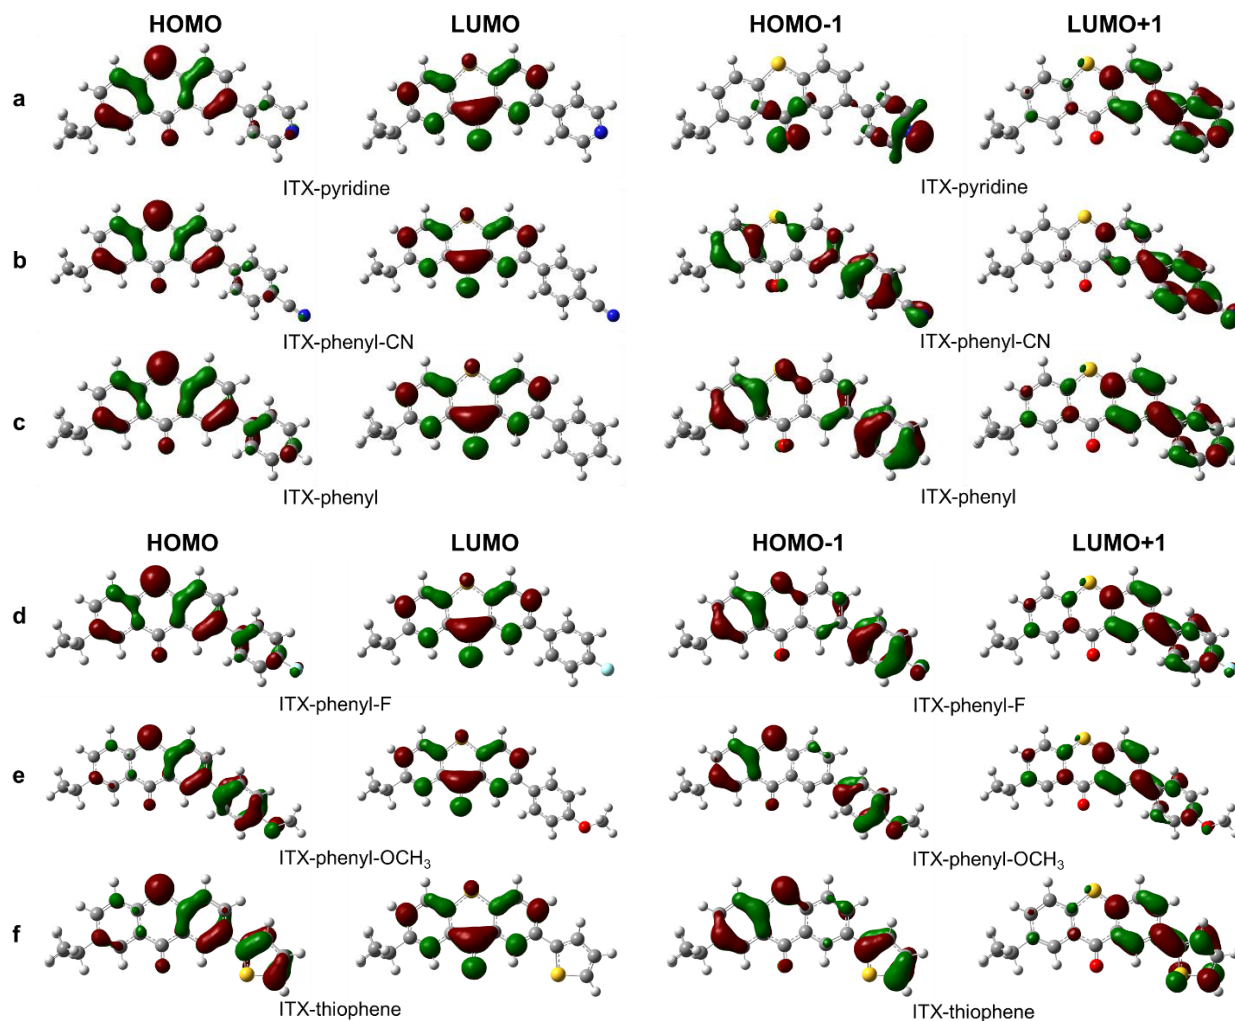 HOMO LUMO HOMO-1 LUMO+1
a
ITX-pyridine ITX-pyridine
b
ITX-phenyl-CN ITX-phenyl-CN
c
ITX-phenyl ITX-phenyl
HOMO LUMO HOMO-1 LUMO+1
d
ITX-phenyl-F ITX-phenyl-F
e
ITX-phenyl-OCH₃ ITX-phenyl-OCH₃
f
ITX-thiophene ITX-thiophene